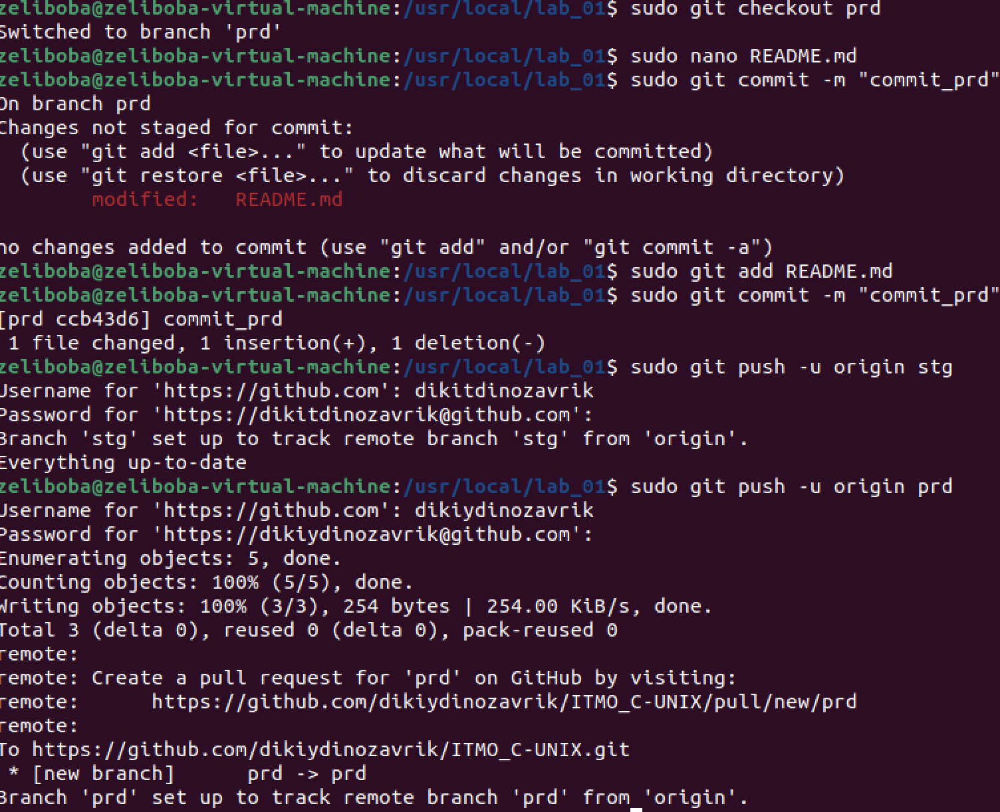 zeliboba@zeliboba-virtual-machine:/usr/local/lab_01$ sudo git checkout prd
Switched to branch 'prd'
zeliboba@zeliboba-virtual-machine:/usr/local/lab_01$ sudo nano README.md
zeliboba@zeliboba-virtual-machine:/usr/local/lab_01$ sudo git commit -m "commit_prd"
On branch prd
Changes not staged for commit:
  (use "git add <file>..." to update what will be committed)
  (use "git restore <file>..." to discard changes in working directory)
        modified:   README.md

no changes added to commit (use "git add" and/or "git commit -a")
zeliboba@zeliboba-virtual-machine:/usr/local/lab_01$ sudo git add README.md
zeliboba@zeliboba-virtual-machine:/usr/local/lab_01$ sudo git commit -m "commit_prd"
[prd ccb43d6] commit_prd
 1 file changed, 1 insertion(+), 1 deletion(-)
zeliboba@zeliboba-virtual-machine:/usr/local/lab_01$ sudo git push -u origin stg
Username for 'https://github.com': dikitdinozavrik
Password for 'https://dikitdinozavrik@github.com':
Branch 'stg' set up to track remote branch 'stg' from 'origin'.
Everything up-to-date
zeliboba@zeliboba-virtual-machine:/usr/local/lab_01$ sudo git push -u origin prd
Username for 'https://github.com': dikiydinozavrik
Password for 'https://dikiydinozavrik@github.com':
Enumerating objects: 5, done.
Counting objects: 100% (5/5), done.
Writing objects: 100% (3/3), 254 bytes | 254.00 KiB/s, done.
Total 3 (delta 0), reused 0 (delta 0), pack-reused 0
remote:
remote: Create a pull request for 'prd' on GitHub by visiting:
remote:      https://github.com/dikiydinozavrik/ITMO_C-UNIX/pull/new/prd
remote:
To https://github.com/dikiydinozavrik/ITMO_C-UNIX.git
 * [new branch]      prd -> prd
Branch 'prd' set up to track remote branch 'prd' from 'origin'.